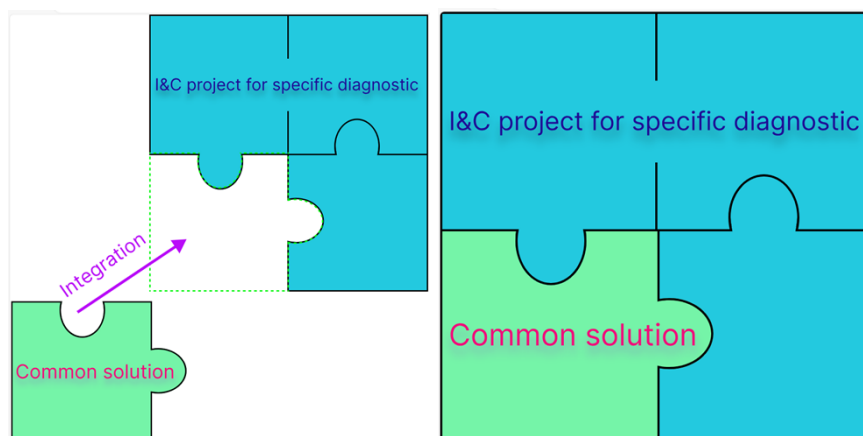 I&C project for specific diagnostic
Integration
Common solution
I&C project for specific diagnostic
Common solution